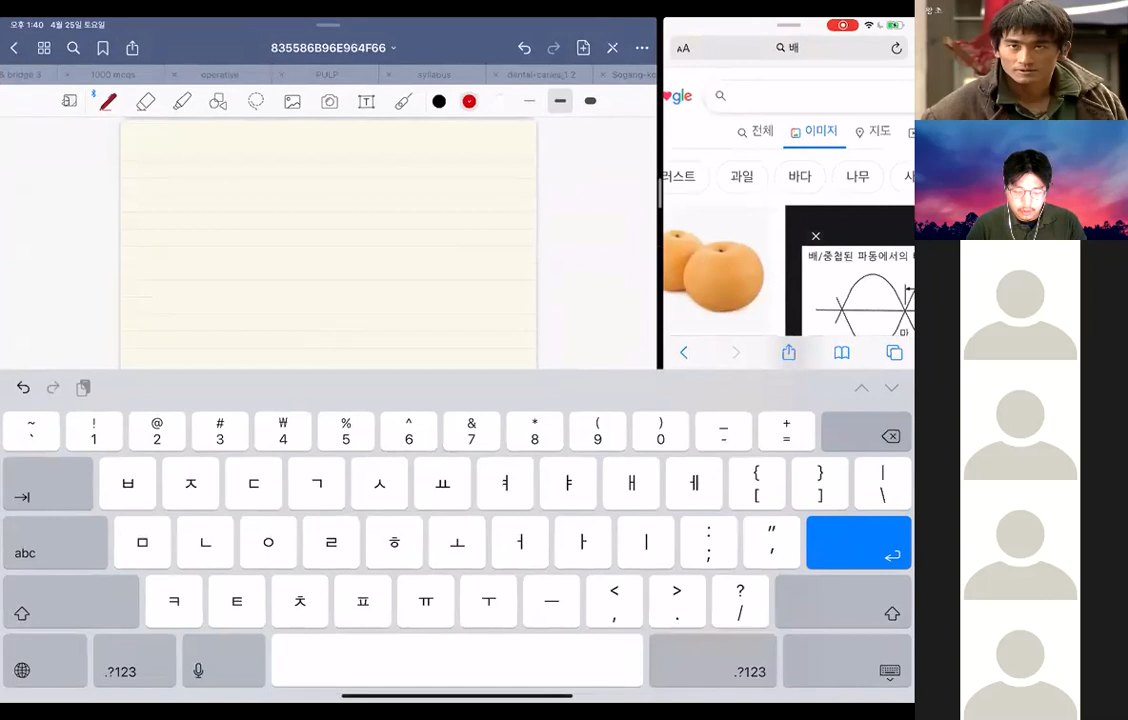 오후 1:40 4월 25일 토요일
835586B96E964F66
& bridge 3
1000 mcqs
operative
PULP
syllabus
dental-caries_1 2
Sogang-ko
AA
배
gle
전체
이미지
지도
러스트
과일
바다
나무
배/중첩된 파동에서의
마
~ ! @ # ₩ % ^ & * ( ) _ +
` 1 2 3 4 5 6 7 8 9 0 - =
ㅂ ㅈ ㄷ ㄱ ㅅ ㅛ ㅕ ㅑ ㅐ ㅔ { } |
[ ] \
abc ㅁ ㄴ ㅇ ㄹ ㅎ ㅗ ㅓ ㅏ ㅣ : "
; '
ㅋ ㅌ ㅊ ㅍ ㅠ ㅜ ㅡ < > ?
, . /
.?123 .?123